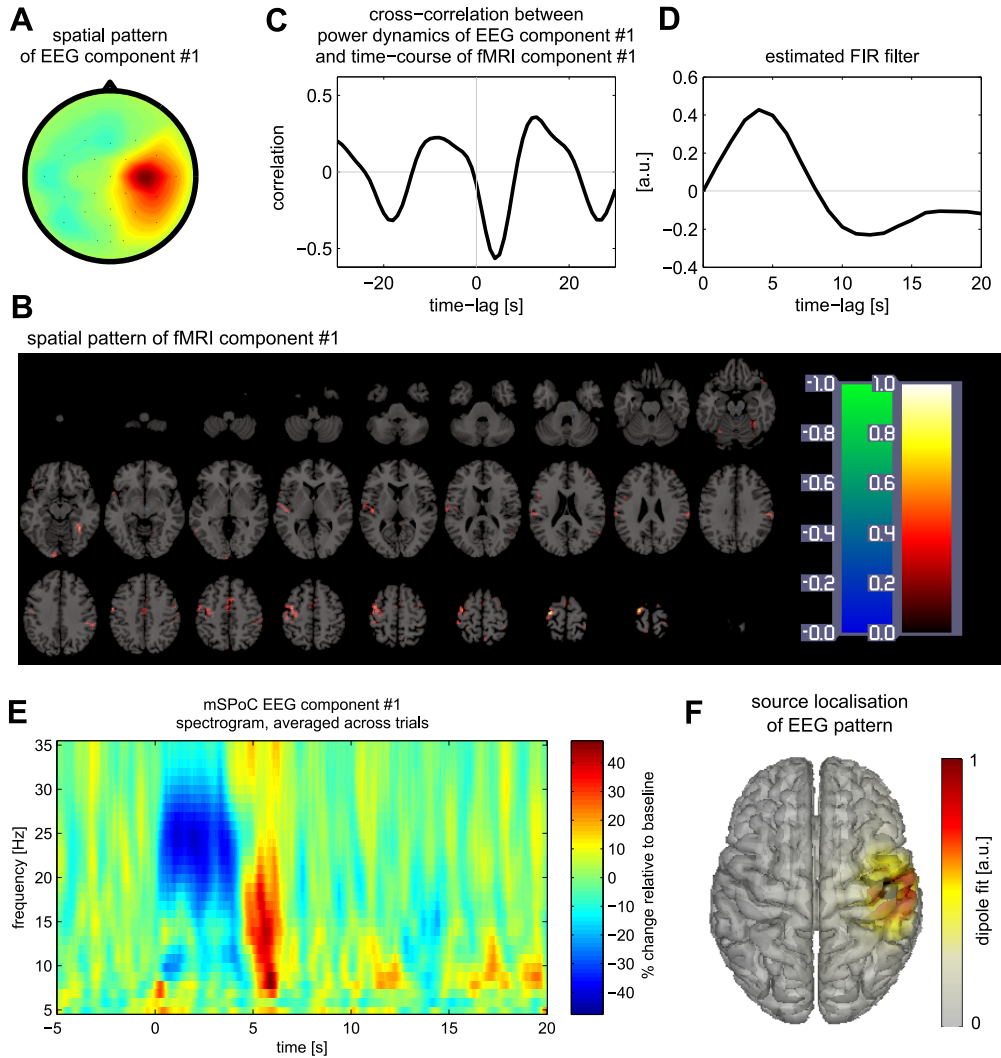 A
spatial pattern
of EEG component #1
C
cross−correlation between
power dynamics of EEG component #1
and time−course of fMRI component #1
0.5
0
−0.5
correlation
−20
0
20
time−lag [s]
D
estimated FIR filter
0.6
0.4
0.2
0
−0.2
−0.4
[a.u.]
0
5
10
15
20
time−lag [s]
B
spatial pattern of fMRI component #1
-1.0
-0.8
-0.6
-0.4
-0.2
-0.0
1.0
0.8
0.6
0.4
0.2
0.0
E
mSPoC EEG component #1
spectrogram, averaged across trials
35
30
25
20
15
10
5
frequency [Hz]
−5
0
5
10
15
20
time [s]
40
30
20
10
0
−10
−20
−30
−40
% change relative to baseline
F
source localisation
of EEG pattern
1
0
dipole fit [a.u.]